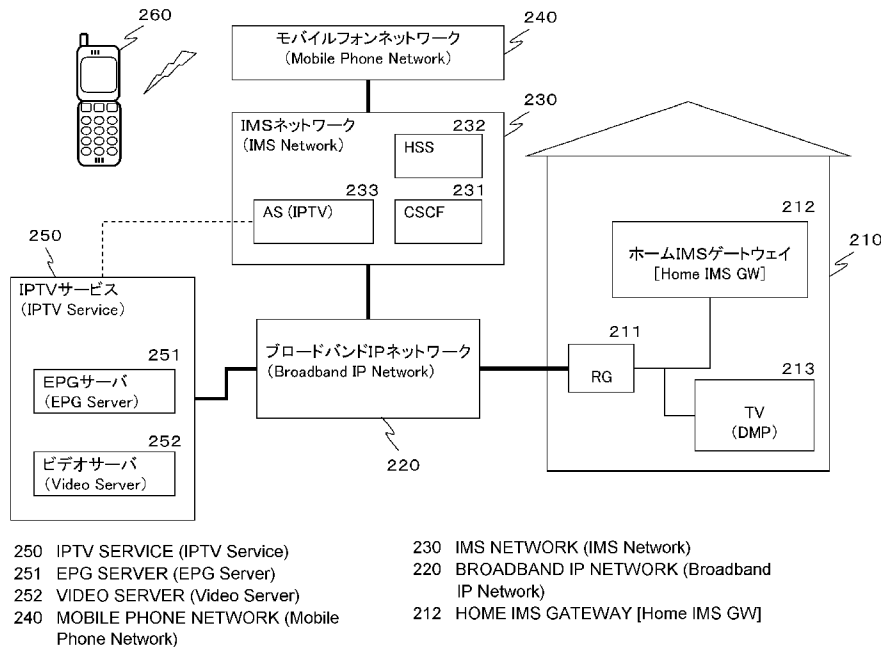 260
モバイルフォンネットワーク
(Mobile Phone Network)
240
IMSネットワーク
(IMS Network)
230
232
HSS
233
AS (IPTV)
231
CSCF
250
IPTVサービス
(IPTV Service)
251
EPGサーバ
(EPG Server)
252
ビデオサーバ
(Video Server)
ブロードバンドIPネットワーク
(Broadband IP Network)
220
212
ホームIMSゲートウェイ
[Home IMS GW]
210
211
RG
213
TV
(DMP)
250 IPTV SERVICE (IPTV Service)
251 EPG SERVER (EPG Server)
252 VIDEO SERVER (Video Server)
240 MOBILE PHONE NETWORK (Mobile
Phone Network)
230 IMS NETWORK (IMS Network)
220 BROADBAND IP NETWORK (Broadband
IP Network)
212 HOME IMS GATEWAY [Home IMS GW]